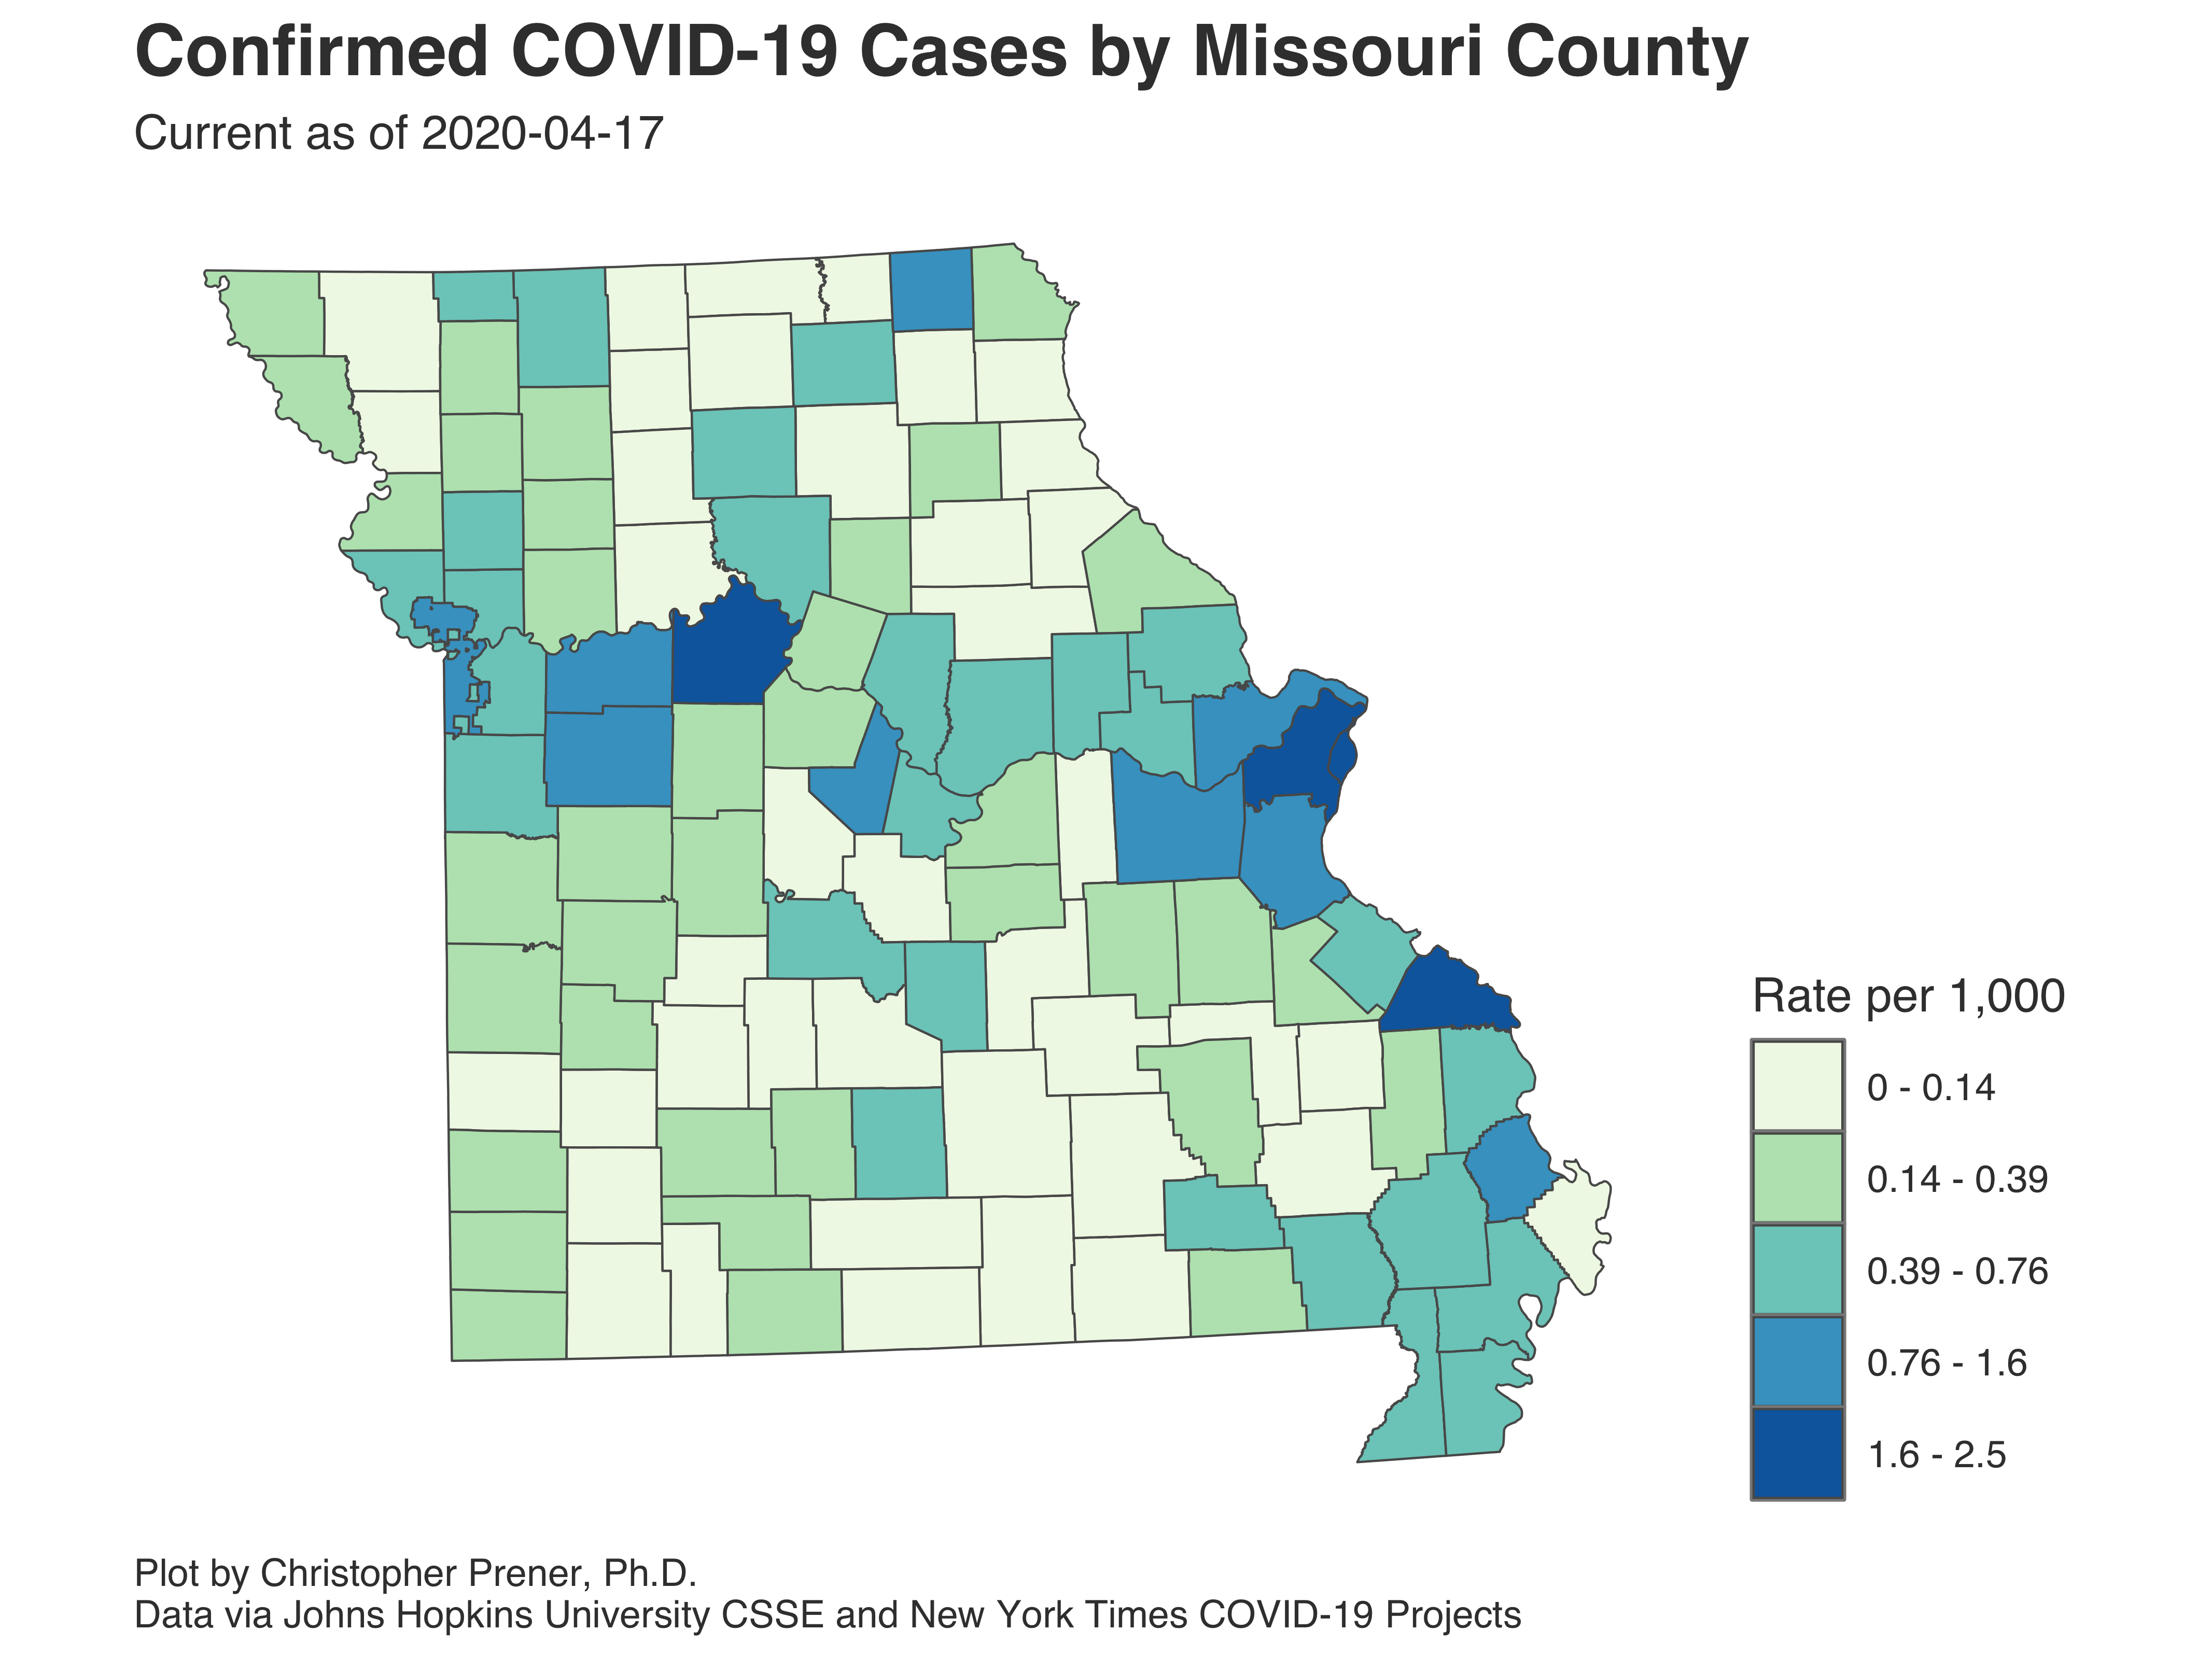 Confirmed COVID-19 Cases by Missouri County
Current as of 2020-04-17
Rate per 1,000
0 - 0.14
0.14 - 0.39
0.39 - 0.76
0.76 - 1.6
1.6 - 2.5
Plot by Christopher Prener, Ph.D.
Data via Johns Hopkins University CSSE and New York Times COVID-19 Projects